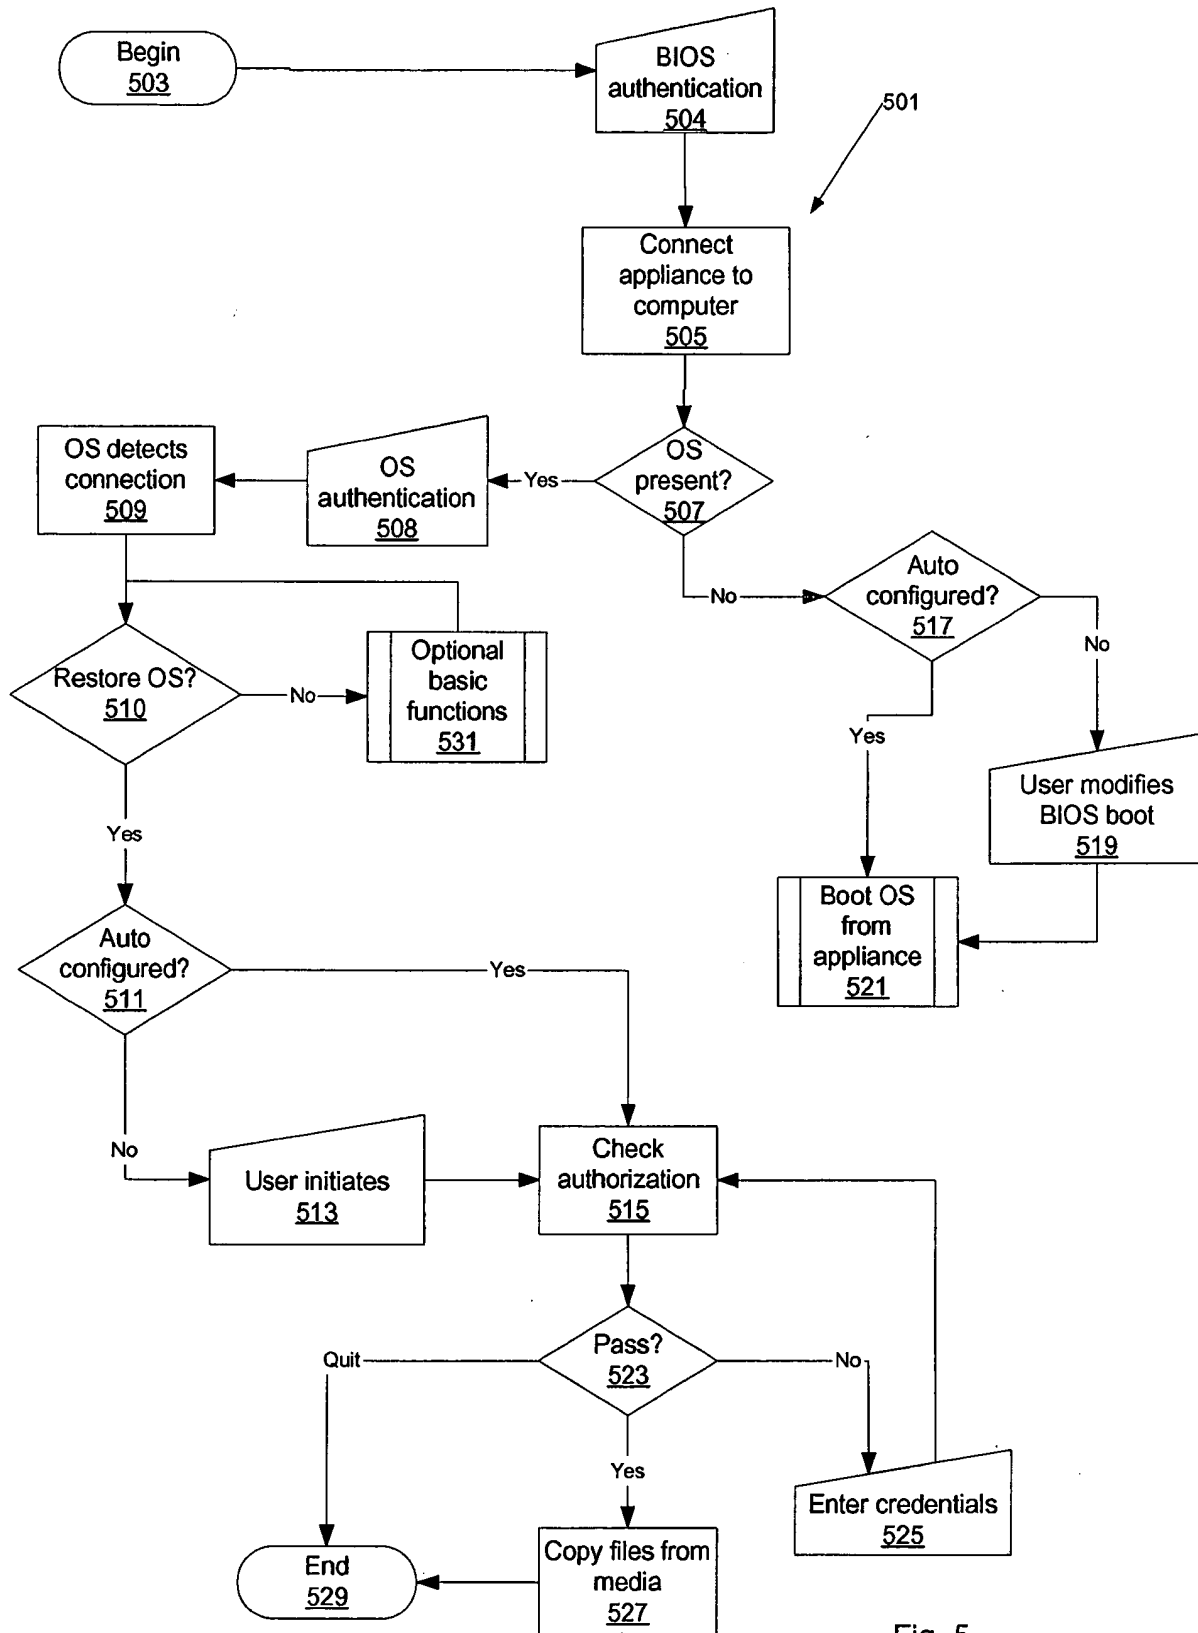 Begin
503
BIOS
authentication
504
501
Connect
appliance to
computer
505
OS
present?
507
Yes
OS
authentication
508
OS detects
connection
509
No
Auto
configured?
517
No
Yes
User modifies
BIOS boot
519
Boot OS
from
appliance
521
Restore OS?
510
No
Optional
basic
functions
531
Yes
Auto
configured?
511
Yes
No
User initiates
513
Check
authorization
515
Pass?
523
Quit
No
Yes
Enter credentials
525
Copy files from
media
527
End
529
Fig. 5